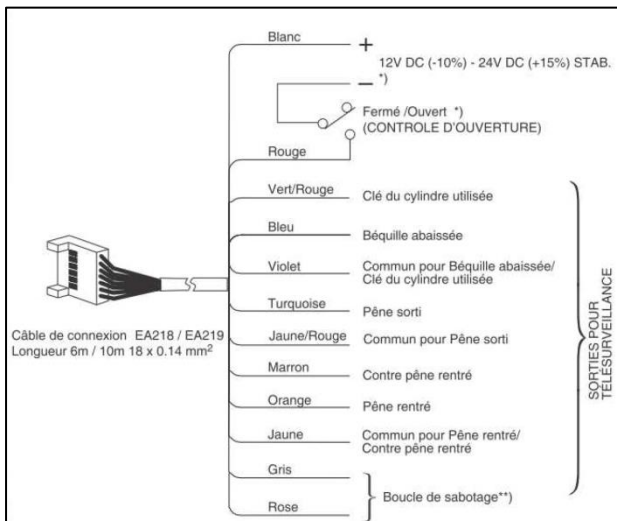 Blanc
+
12V DC (-10%) - 24V DC (+15%) STAB.
– *)
Fermé /Ouvert *)
(CONTROLE D'OUVERTURE)
Rouge
Vert/Rouge
Clé du cylindre utilisée
Bleu
Béquille abaissée
Violet
Commun pour Béquille abaissée/
Clé du cylindre utilisée
Turquoise
Pêne sorti
Jaune/Rouge
Commun pour Pêne sorti
Marron
Contre pêne rentré
Orange
Pêne rentré
Jaune
Commun pour Pêne rentré/
Contre pêne rentré
Gris
Rose
Boucle de sabotage**)
SORTIES POUR
TÉLÉSURVEILLANCE
Câble de connexion EA218 / EA219
Longueur 6m / 10m 18 x 0.14 mm²